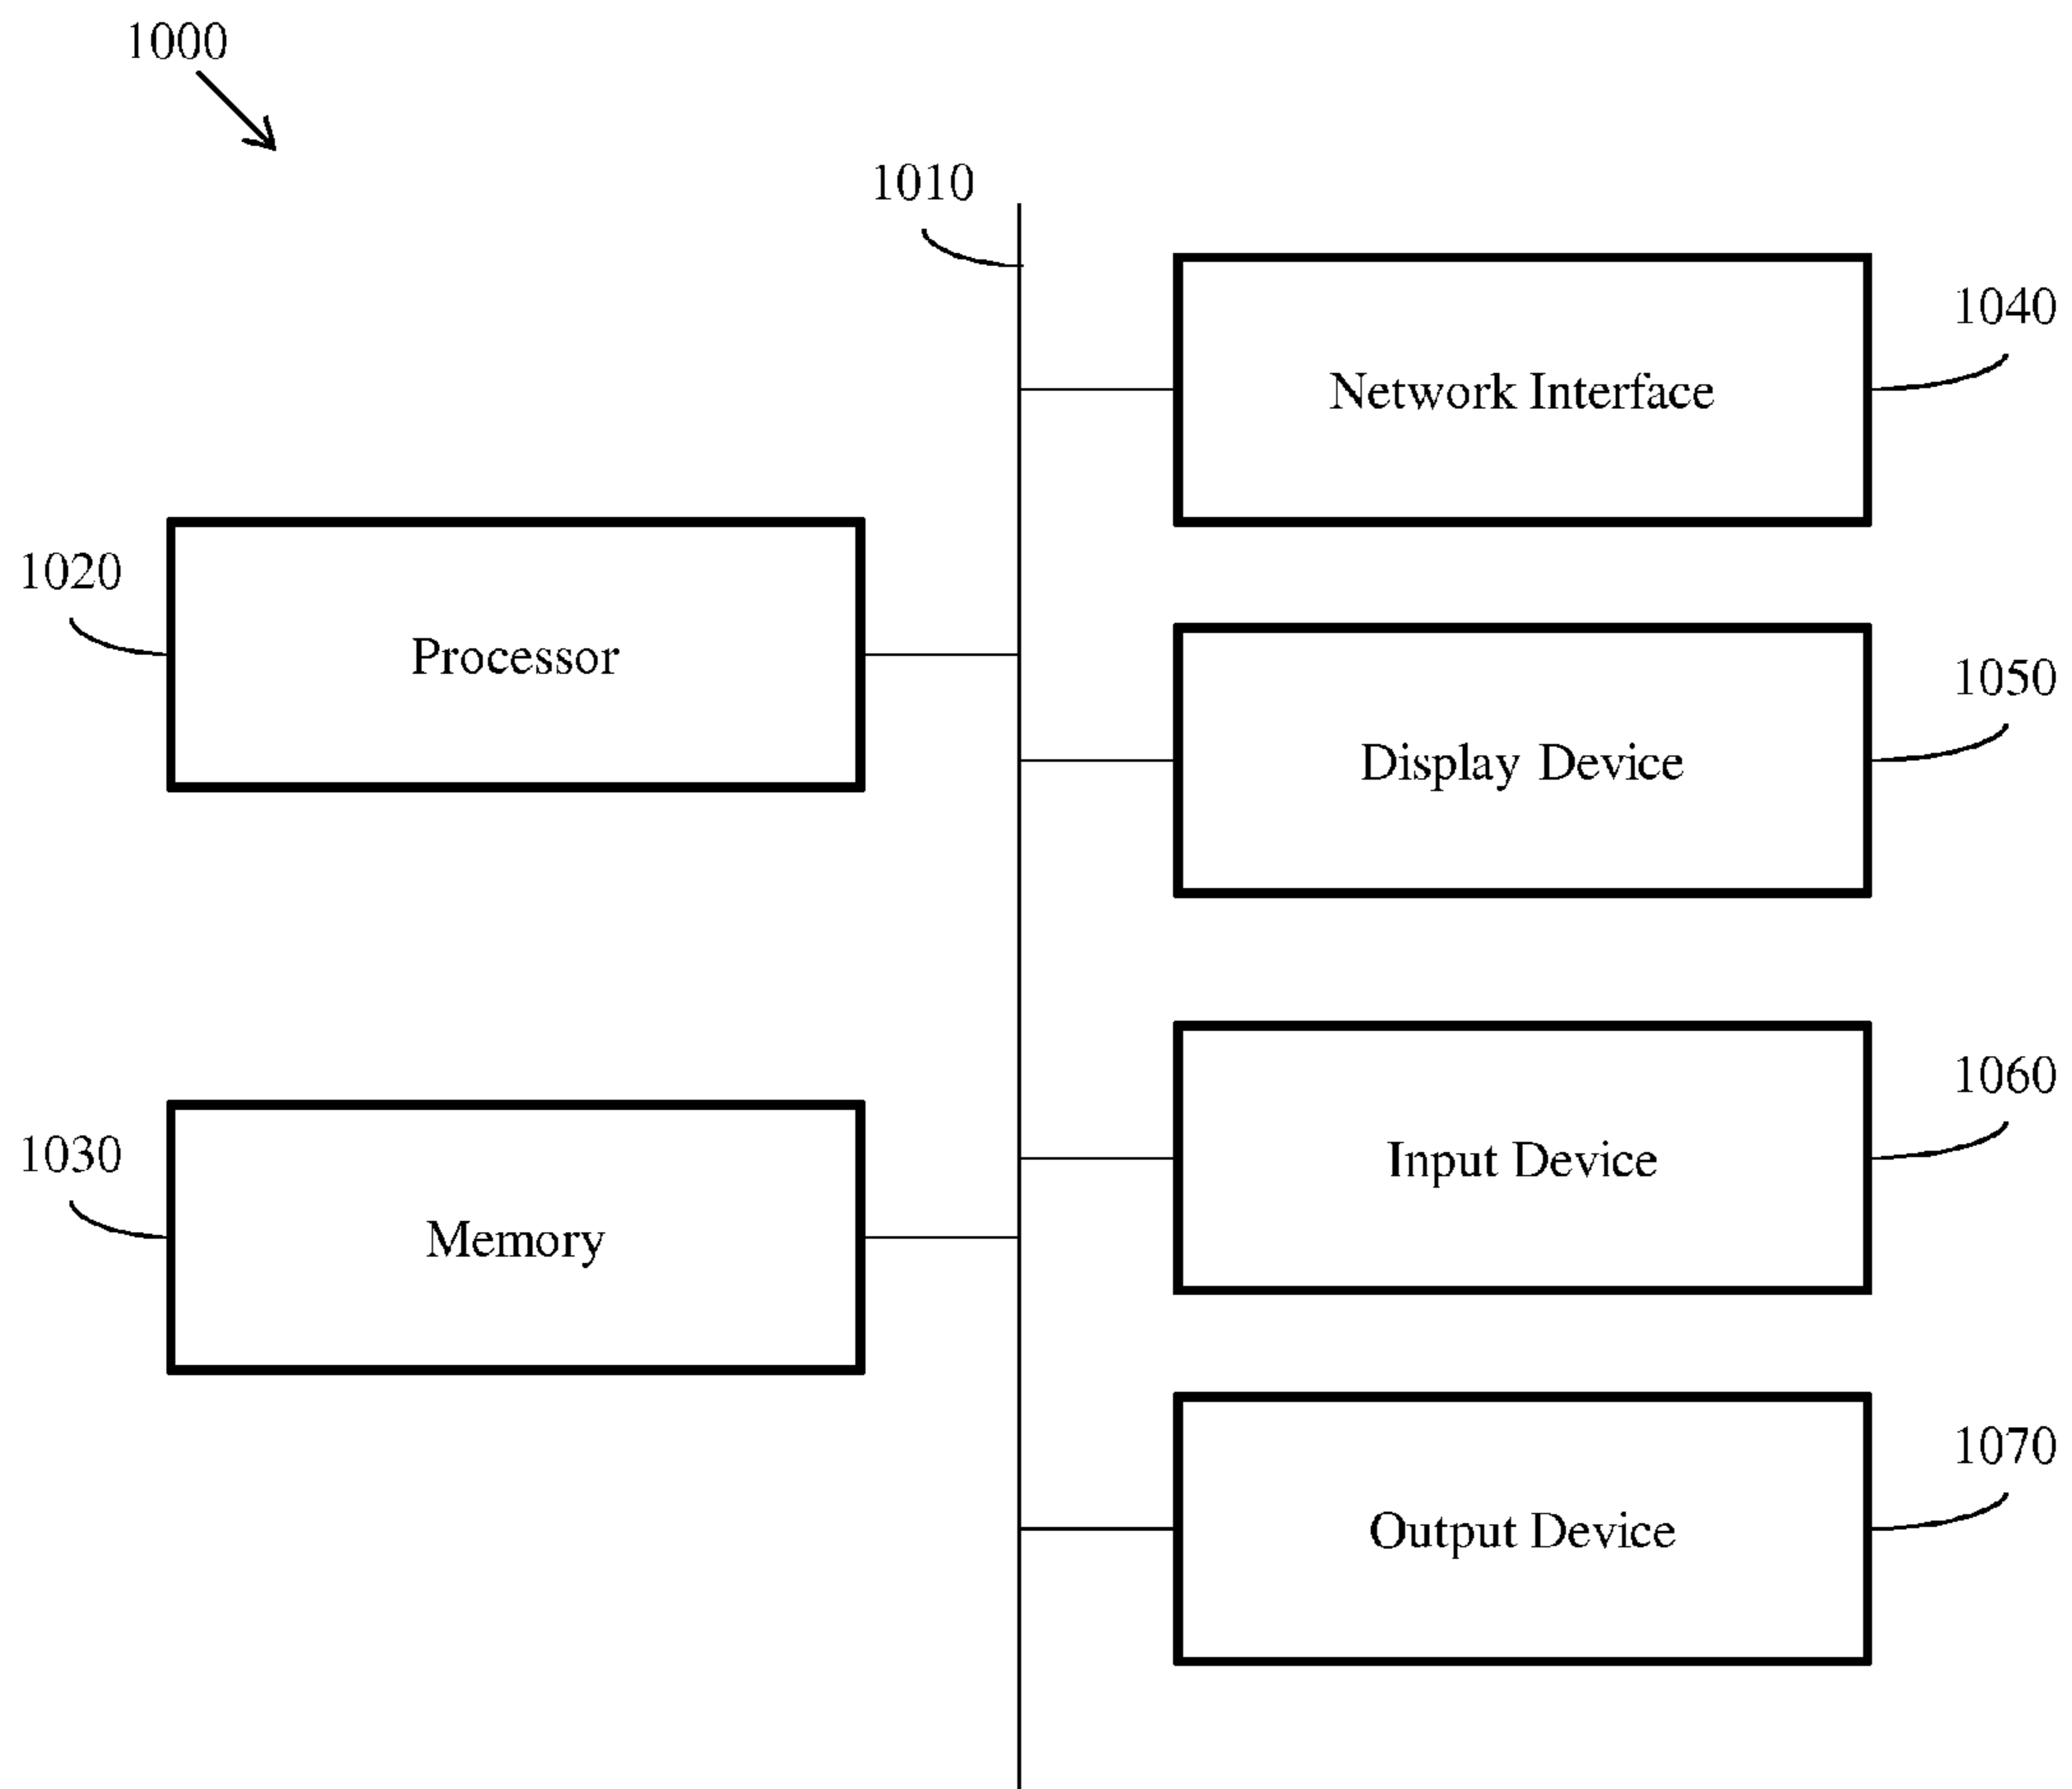 1000
1010
1040
Network Interface
1020
Processor
1050
Display Device
1060
Input Device
1030
Memory
1070
Output Device